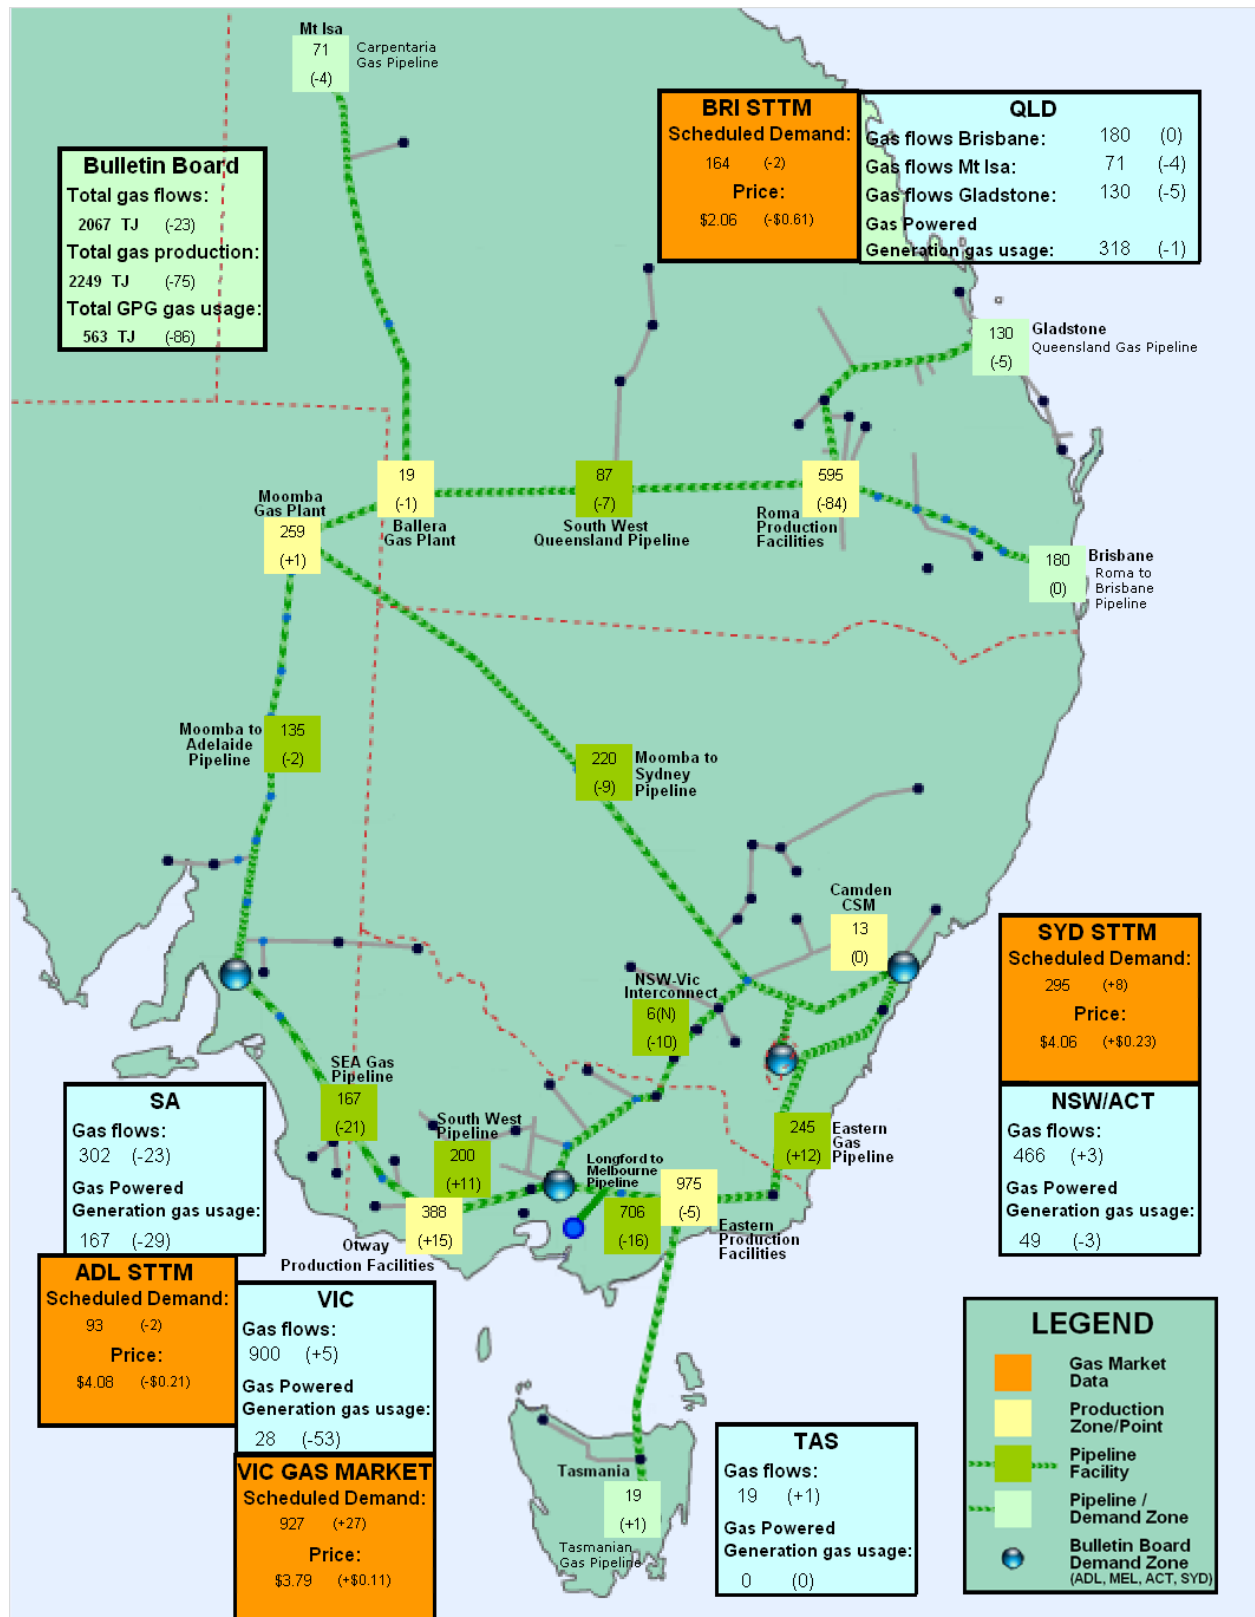 Mt Isa
71
(-4)
Carpentaria
Gas Pipeline
BRI STTM
Scheduled Demand:
164 (-2)
Price:
$2.06 (-$0.61)
QLD
Gas flows Brisbane: 180 (0)
Gas flows Mt Isa: 71 (-4)
Gas flows Gladstone: 130 (-5)
Gas Powered
Generation gas usage: 318 (-1)
Bulletin Board
Total gas flows:
2067 TJ (-23)
Total gas production:
2249 TJ (-75)
Total GPG gas usage:
563 TJ (-86)
130
(-5)
Gladstone
Queensland Gas Pipeline
19
(-1)
Ballera
Gas Plant
87
(-7)
South West
Queensland Pipeline
595
(-84)
Roma
Production
Facilities
Moomba
Gas Plant
259
(+1)
180
(0)
Brisbane
Roma to
Brisbane
Pipeline
Moomba to
Adelaide
Pipeline
135
(-2)
220
(-9)
Moomba to
Sydney
Pipeline
Camden
CSM
13
(0)
SYD STTM
Scheduled Demand:
295 (+8)
Price:
$4.06 (+$0.23)
NSW-Vic
Interconnect
6(N)
(-10)
SEA Gas
Pipeline
167
(-21)
South West
Pipeline
200
(+11)
Longford to
Melbourne
Pipeline
706
(-16)
975
(-5)
Eastern
Production
Facilities
245
(+12)
Eastern
Gas
Pipeline
NSW/ACT
Gas flows:
466 (+3)
Gas Powered
Generation gas usage:
49 (-3)
SA
Gas flows:
302 (-23)
Gas Powered
Generation gas usage:
167 (-29)
388
(+15)
Otway
Production Facilities
ADL STTM
Scheduled Demand:
93 (-2)
Price:
$4.08 (-$0.21)
VIC
Gas flows:
900 (+5)
Gas Powered
Generation gas usage:
28 (-53)
VIC GAS MARKET
Scheduled Demand:
927 (+27)
Price:
$3.79 (+$0.11)
Tasmania
19
(+1)
Tasmanian
Gas Pipeline
TAS
Gas flows:
19 (+1)
Gas Powered
Generation gas usage:
0 (0)
LEGEND
Gas Market
Data
Production
Zone/Point
Pipeline
Facility
Pipeline /
Demand Zone
Bulletin Board
Demand Zone
(ADL, MEL, ACT, SYD)